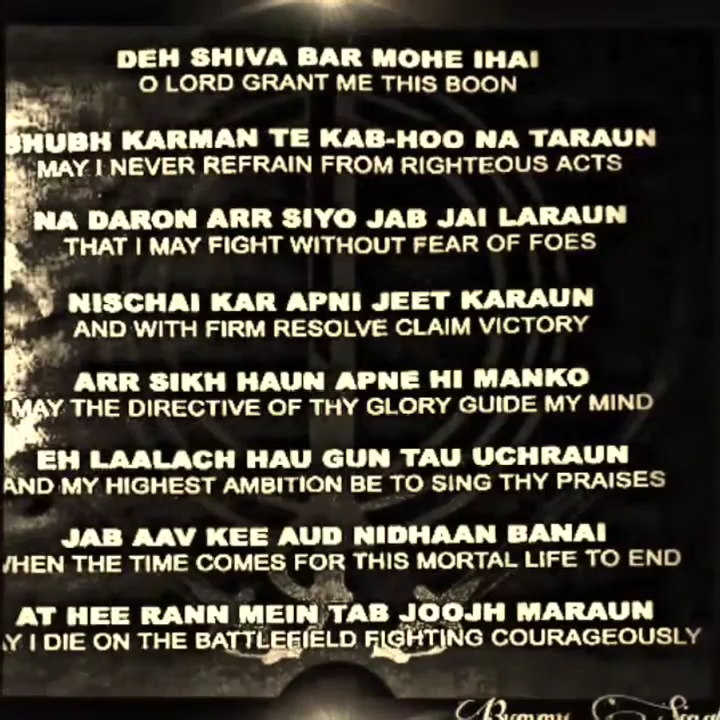 DEH SHIVA BAR MOHE IHAI
O LORD GRANT ME THIS BOON
SHUBH KARMAN TE KAB-HOO NA TARAUN
MAY I NEVER REFRAIN FROM RIGHTEOUS ACTS
NA DARON ARR SIYO JAB JAI LARAUN
THAT I MAY FIGHT WITHOUT FEAR OF FOES
NISCHAI KAR APNI JEET KARAUN
AND WITH FIRM RESOLVE CLAIM VICTORY
ARR SIKH HAUN APNE HI MANKO
MAY THE DIRECTIVE OF THY GLORY GUIDE MY MIND
EH LAALACH HAU GUN TAU UCHRAUN
AND MY HIGHEST AMBITION BE TO SING THY PRAISES
JAB AAV KEE AUD NIDHAAN BANAI
WHEN THE TIME COMES FOR THIS MORTAL LIFE TO END
AT HEE RANN MEIN TAB JOOJH MARAUN
AY I DIE ON THE BATTLEFIELD FIGHTING COURAGEOUSLY